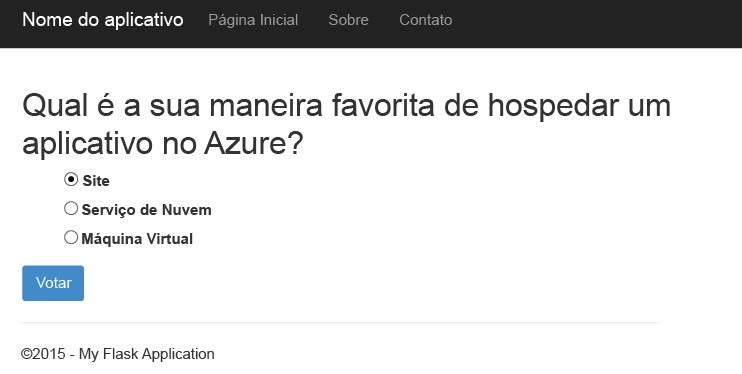 Nome do aplicativo Página Inicial Sobre Contato
Qual é a sua maneira favorita de hospedar um
aplicativo no Azure?
Site
Serviço de Nuvem
Máquina Virtual
Votar
©2015 - My Flask Application